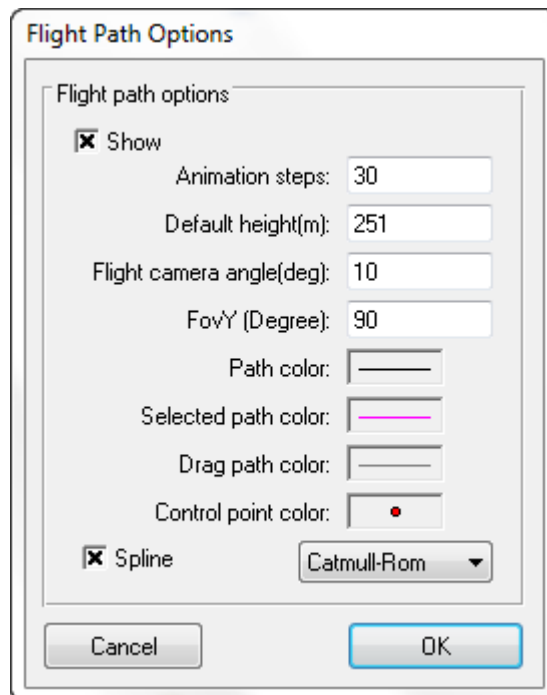 Flight Path Options
Flight path options
Show
Animation steps: 30
Default height(m): 251
Flight camera angle(deg): 10
FovY (Degree): 90
Path color:
Selected path color:
Drag path color:
Control point color:
Spline Catmull-Rom
Cancel OK